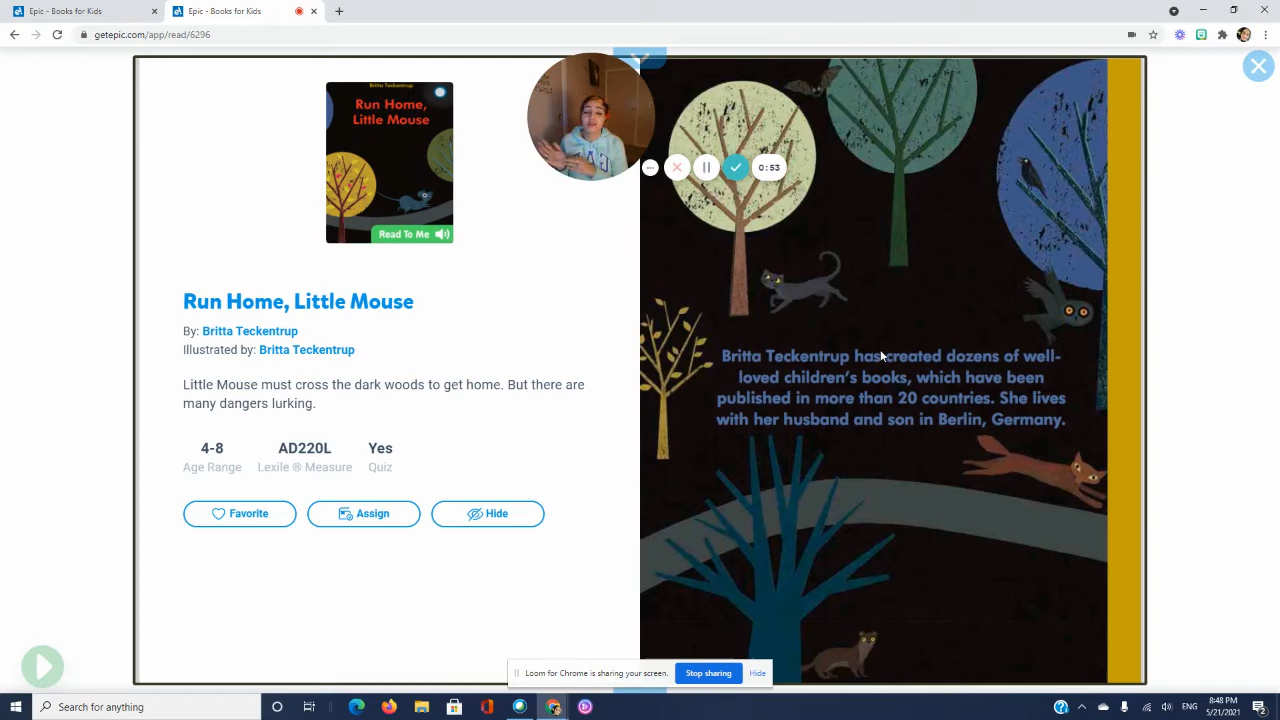 Epic - Books for Kids
Epic - Books for Kids
getepic.com/app/read/6296
Britta Teckentrup
Run Home,
Little Mouse
Read To Me
0:53
Run Home, Little Mouse
By: Britta Teckentrup
Illustrated by: Britta Teckentrup
Little Mouse must cross the dark woods to get home. But there are
many dangers lurking.
4-8
AD220L
Yes
Age Range
Lexile ® Measure
Quiz
Favorite
Assign
Hide
Britta Teckentrup has created dozens of well-
loved children's books, which have been
published in more than 20 countries. She lives
with her husband and son in Berlin, Germany.
Loom for Chrome is sharing your screen.
Stop sharing
Hide
Search for anything
ENG
8:48 PM
5/21/2021
2